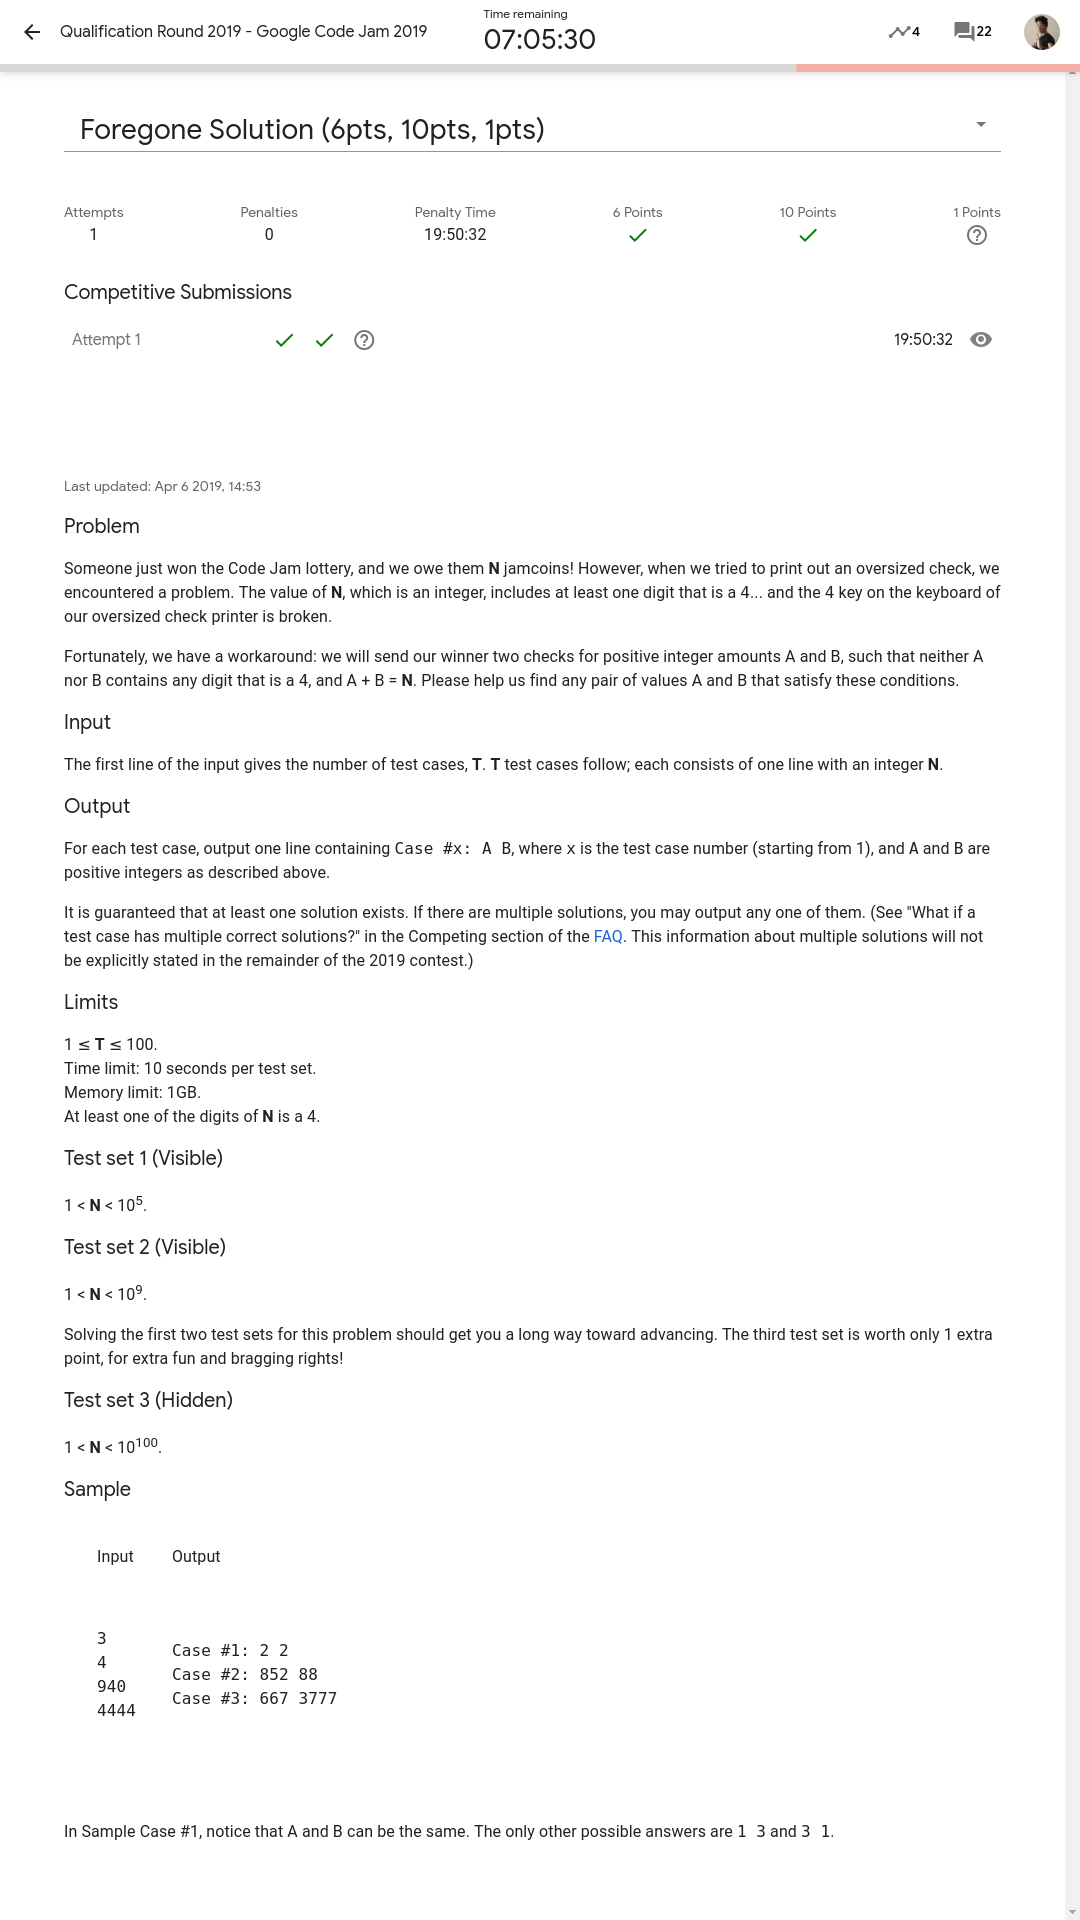 Qualification Round 2019 - Google Code Jam 2019
Time remaining
07:05:30
4
22
Foregone Solution (6pts, 10pts, 1pts)
Attempts Penalties Penalty Time 6 Points 10 Points 1 Points
1 0 19:50:32
Competitive Submissions
Attempt 1 19:50:32
Last updated: Apr 6 2019, 14:53
Problem
Someone just won the Code Jam lottery, and we owe them N jamcoins! However, when we tried to print out an oversized check, we
encountered a problem. The value of N, which is an integer, includes at least one digit that is a 4... and the 4 key on the keyboard of
our oversized check printer is broken.
Fortunately, we have a workaround: we will send our winner two checks for positive integer amounts A and B, such that neither A
nor B contains any digit that is a 4, and A + B = N. Please help us find any pair of values A and B that satisfy these conditions.
Input
The first line of the input gives the number of test cases, T. T test cases follow; each consists of one line with an integer N.
Output
For each test case, output one line containing Case #x: A B, where x is the test case number (starting from 1), and A and B are
positive integers as described above.
It is guaranteed that at least one solution exists. If there are multiple solutions, you may output any one of them. (See "What if a
test case has multiple correct solutions?" in the Competing section of the FAQ. This information about multiple solutions will not
be explicitly stated in the remainder of the 2019 contest.)
Limits
1 ≤ T ≤ 100.
Time limit: 10 seconds per test set.
Memory limit: 1GB.
At least one of the digits of N is a 4.
Test set 1 (Visible)
1 < N < 10⁵.
Test set 2 (Visible)
1 < N < 10⁹.
Solving the first two test sets for this problem should get you a long way toward advancing. The third test set is worth only 1 extra
point, for extra fun and bragging rights!
Test set 3 (Hidden)
1 < N < 10¹⁰⁰.
Sample
Input Output
3
4
940
4444
Case #1: 2 2
Case #2: 852 88
Case #3: 667 3777
In Sample Case #1, notice that A and B can be the same. The only other possible answers are 1 3 and 3 1.